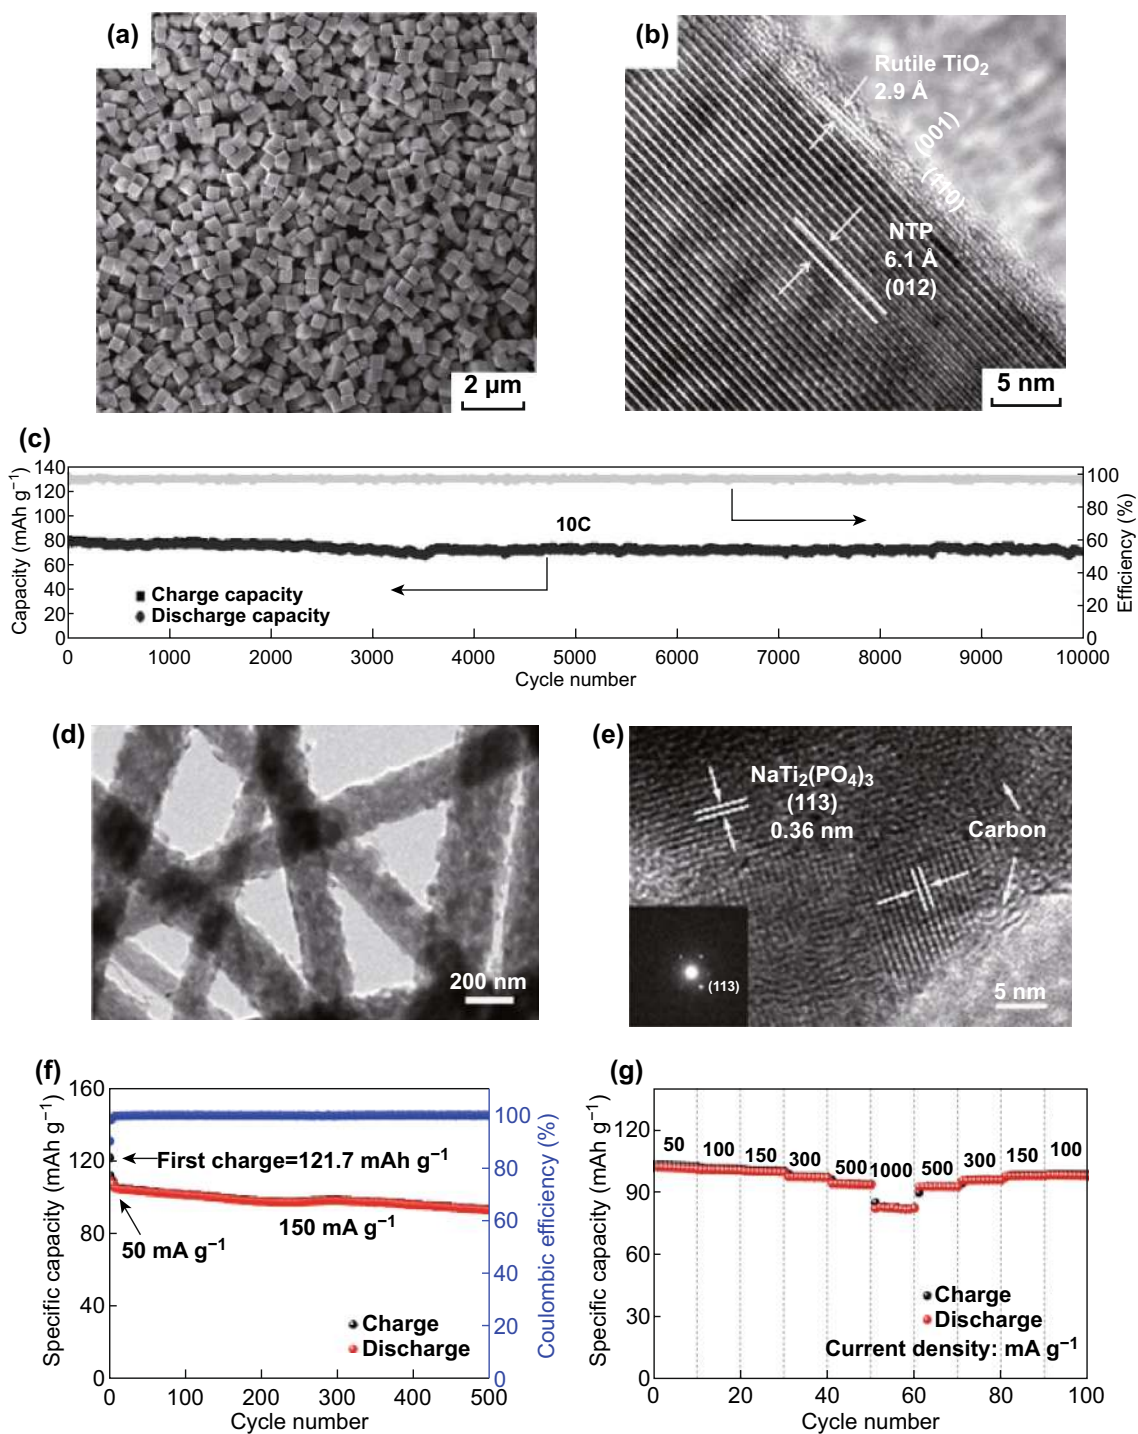 (a)
2 μm
(b)
Rutile TiO₂
2.9 Å
(001)
(110)
NTP
6.1 Å
(012)
5 nm
(c)
Capacity (mAh g⁻¹)
140
120
100
80
60
40
20
0
10C
Charge capacity
Discharge capacity
100
80
60
40
20
0
Efficiency (%)
0 1000 2000 3000 4000 5000 6000 7000 8000 9000 10000
Cycle number
(d)
200 nm
(e)
NaTi₂(PO₄)₃
(113)
0.36 nm
Carbon
(113)
5 nm
(f)
Specific capacity (mAh g⁻¹)
160
120
80
40
0
First charge=121.7 mAh g⁻¹
50 mA g⁻¹
150 mA g⁻¹
Charge
Discharge
100
80
60
40
20
0
Coulombic efficiency (%)
0 100 200 300 400 500
Cycle number
(g)
Specific capacity (mAh g⁻¹)
120
90
60
30
0
50 100 150 300 500 1000 500 300 150 100
Charge
Discharge
Current density: mA g⁻¹
0 20 40 60 80 100
Cycle number